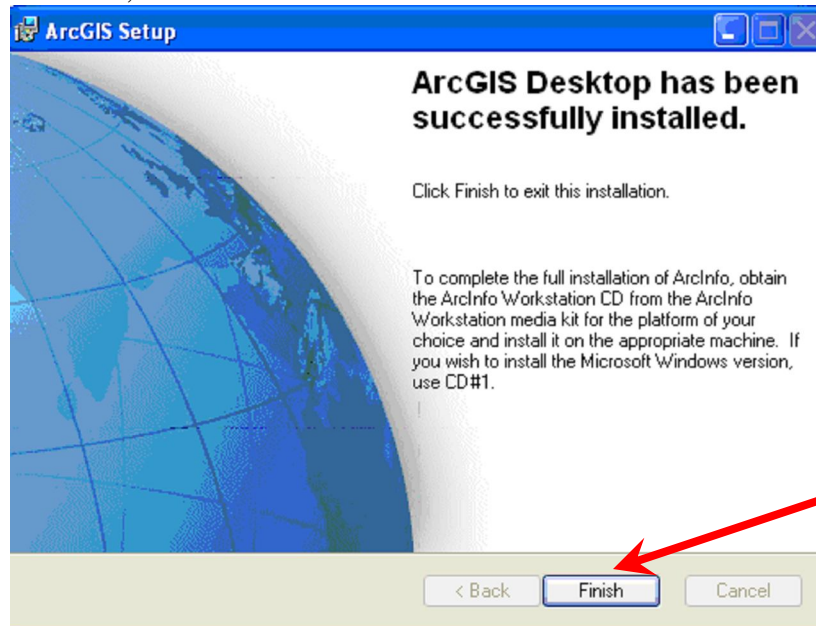 ArcGIS Setup
ArcGIS Desktop has been
successfully installed.
Click Finish to exit this installation.
To complete the full installation of ArcInfo, obtain
the ArcInfo Workstation CD from the ArcInfo
Workstation media kit for the platform of your
choice and install it on the appropriate machine. If
you wish to install the Microsoft Windows version,
use CD#1.
< Back Finish Cancel